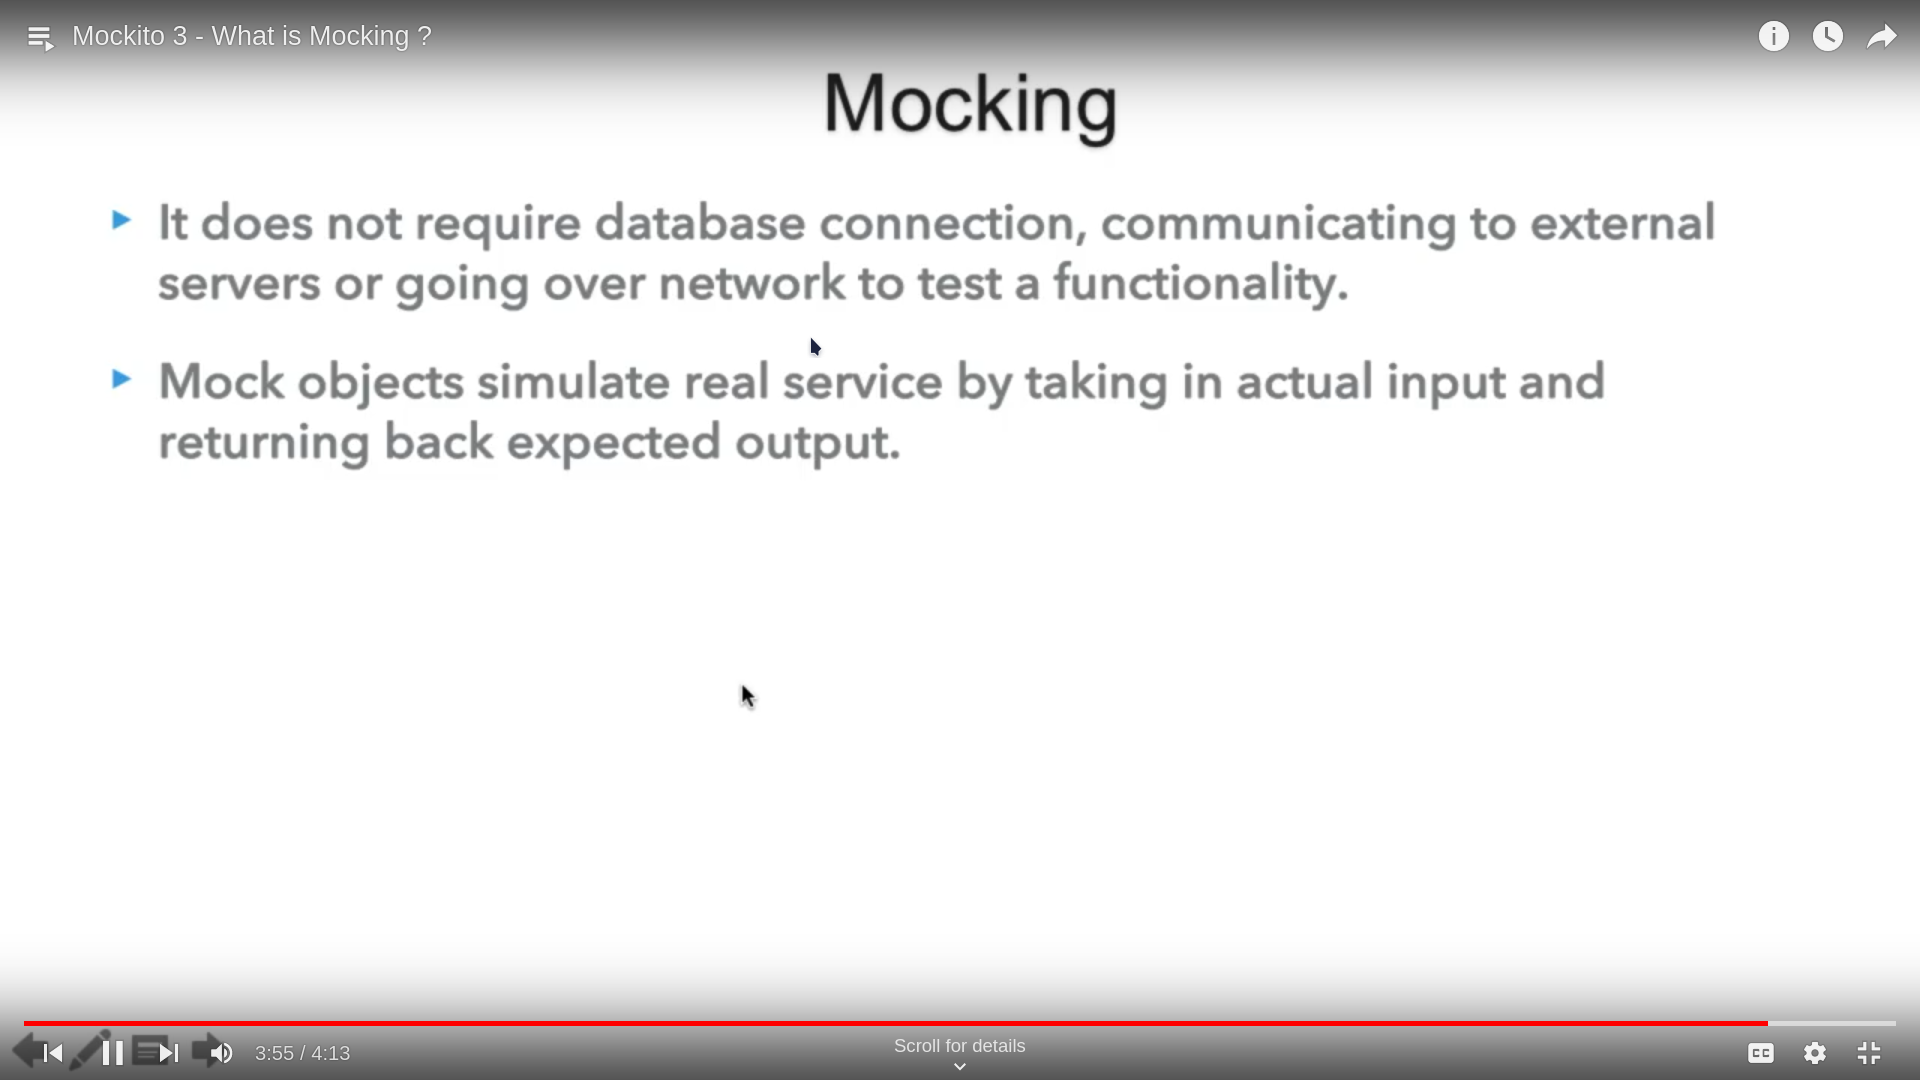 Mockito 3 - What is Mocking ?
Mocking
It does not require database connection, communicating to external
servers or going over network to test a functionality.
Mock objects simulate real service by taking in actual input and
returning back expected output.
3:55 / 4:13
Scroll for details
CC